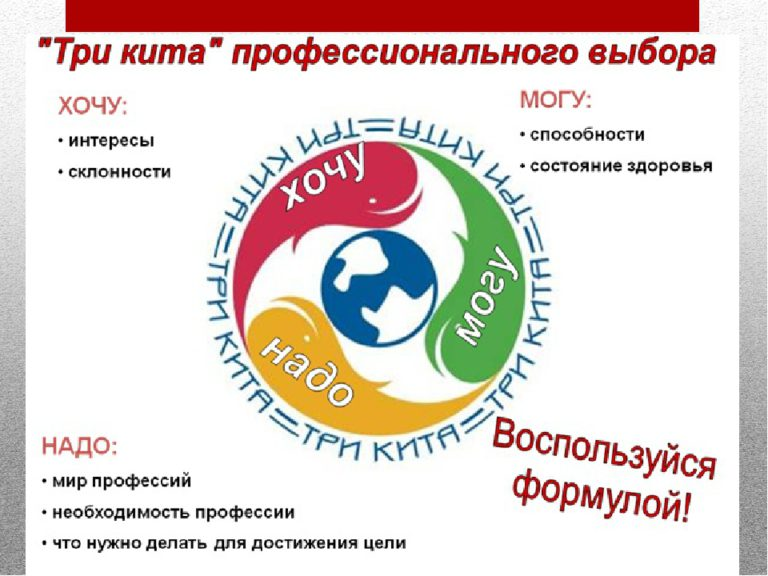 "Три кита" профессионального выбора
ХОЧУ:
• интересы
• склонности
МОГУ:
• способности
• состояние здоровья
ТРИ КИТА=ТРИ КИТА=ТРИ КИТА=ТРИ КИТА=ТРИ КИТА=ТРИ КИТА=
хочу
могу
надо
НАДО:
• мир профессий
• необходимость профессии
• что нужно делать для достижения цели
Воспользуйся
формулой!